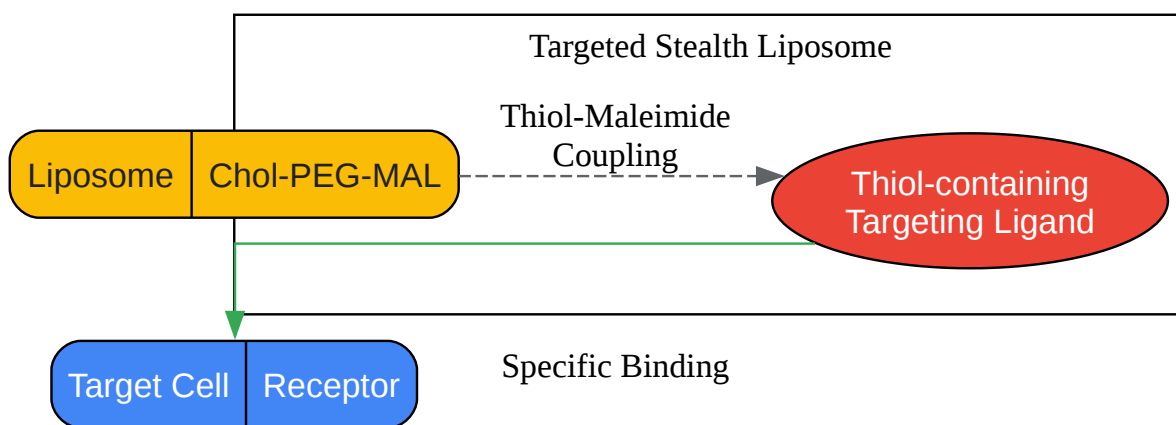 Targeted Stealth Liposome
Thiol-Maleimide
Coupling
Liposome
Chol-PEG-MAL
Thiol-containing
Targeting Ligand
Specific Binding
Target Cell
Receptor